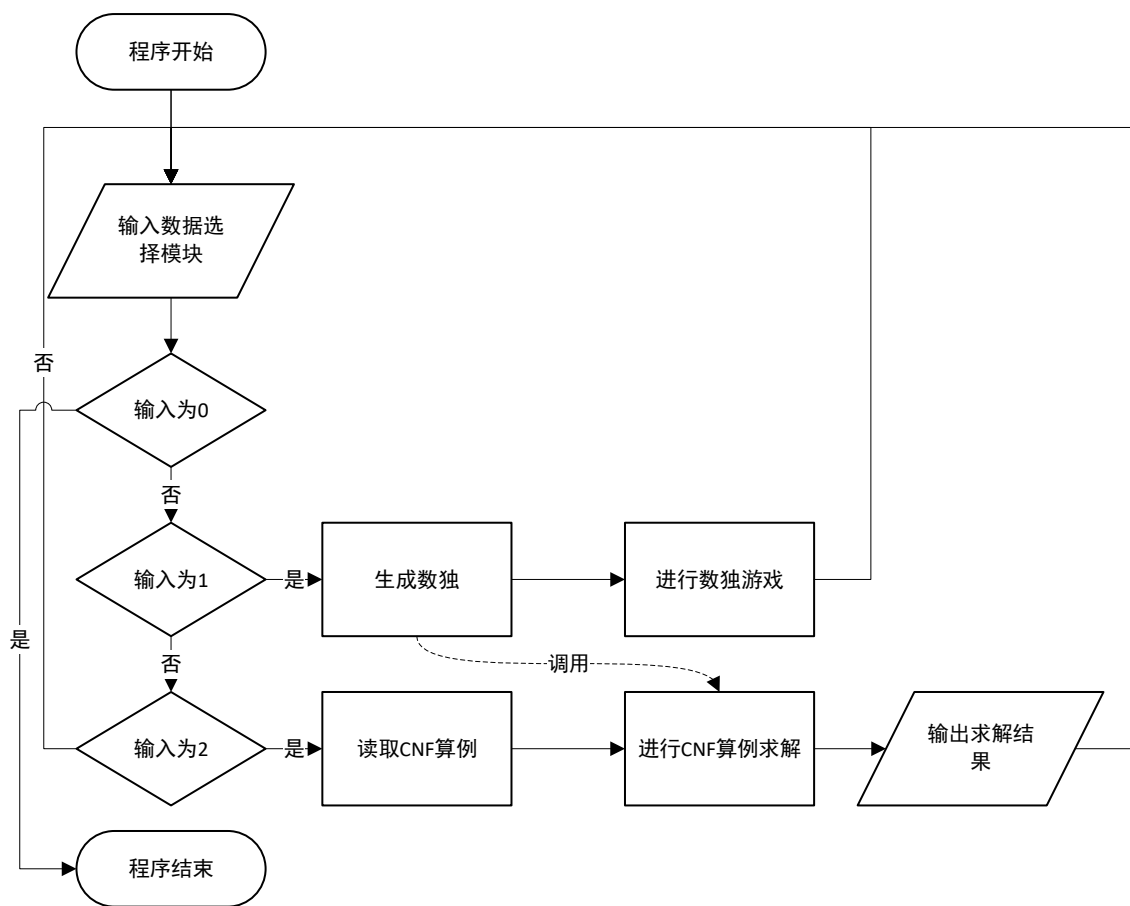 程序开始
输入数据选
择模块
否
输入为0
否
输入为1
是
生成数独
进行数独游戏
是
调用
否
输入为2
是
读取CNF算例
进行CNF算例求解
输出求解结
果
程序结束